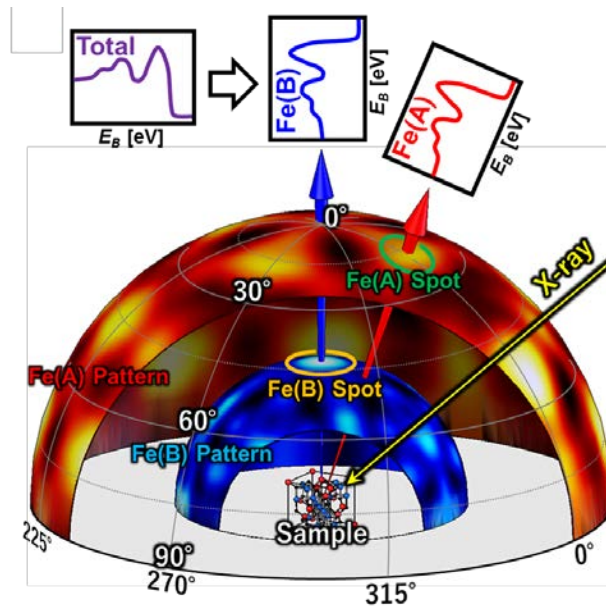 Total
E_B [eV]
Fe(B)
E_B [eV]
Fe(A)
E_B [eV]
0°
Fe(A) Spot
X-ray
30°
Fe(A) Pattern
Fe(B) Spot
60°
Fe(B) Pattern
Sample
225°
90°
270°
315°
0°